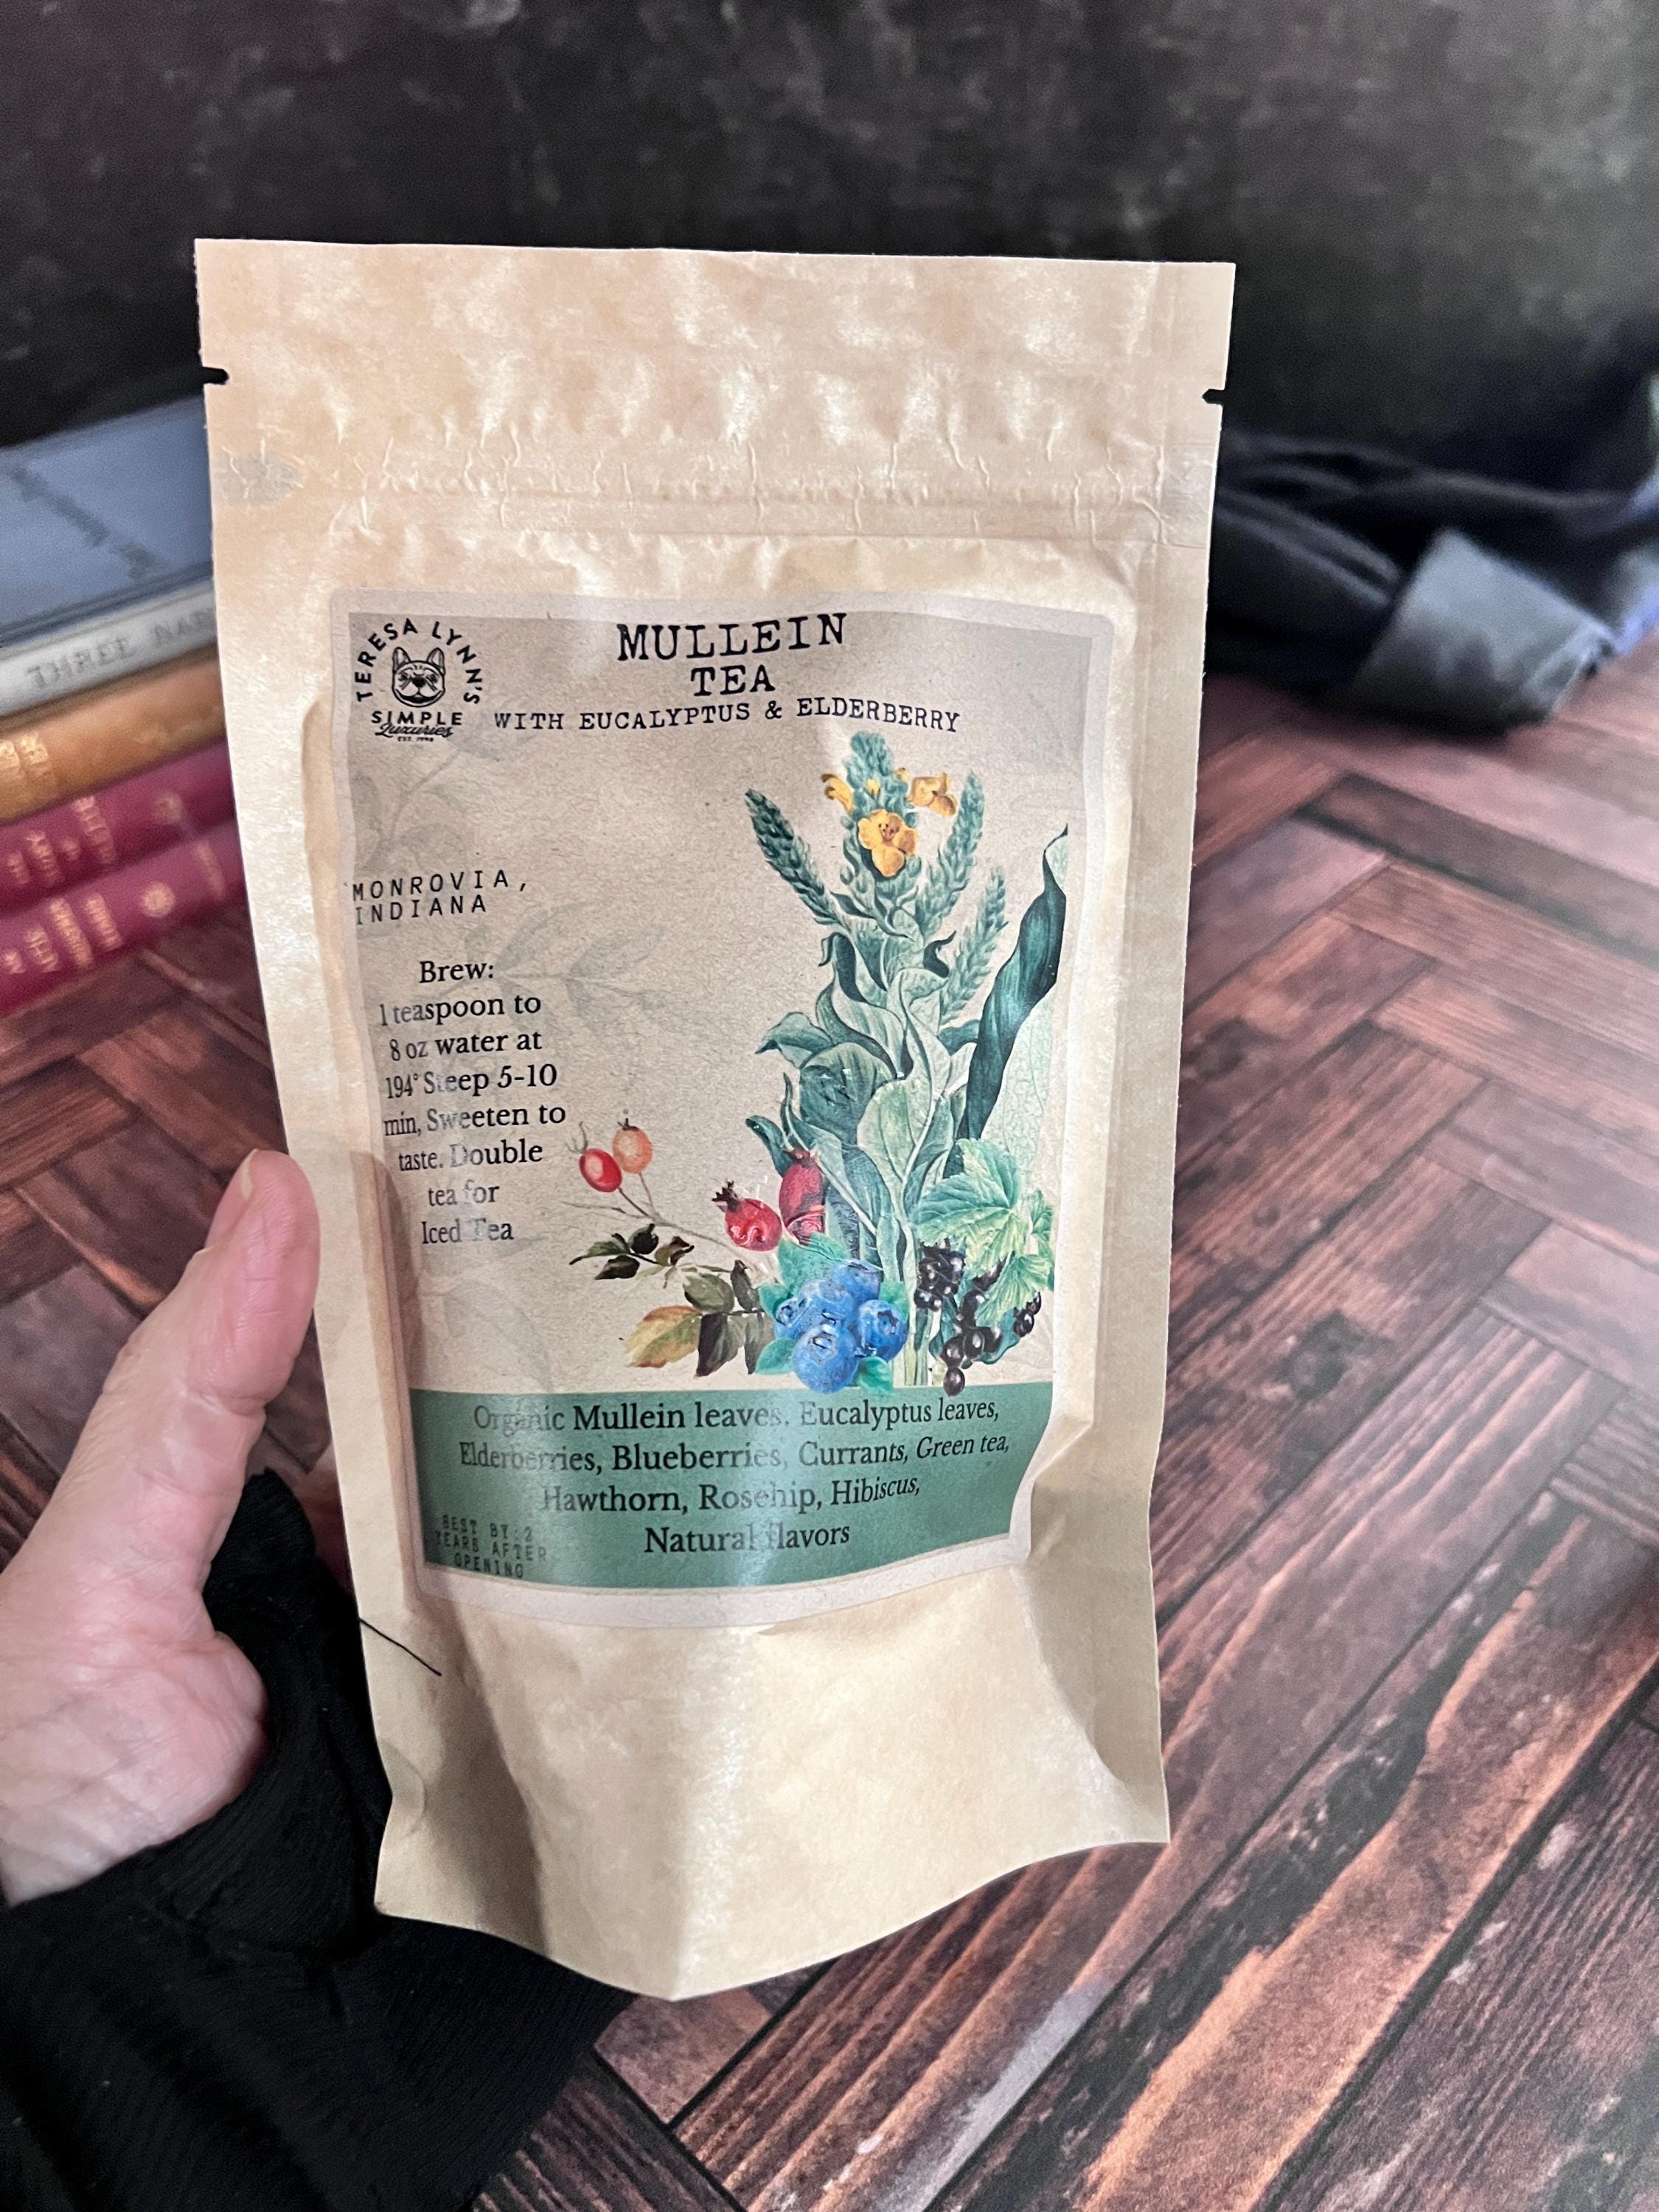 TERESA LYNN'S
SIMPLE
Luxuries
MULLEIN
TEA
WITH EUCALYPTUS & ELDERBERRY
MONROVIA,
INDIANA
Brew:
1 teaspoon to
8 oz water at
194° Steep 5-10
min, Sweeten to
taste. Double
tea for
Iced Tea
Organic Mullein leaves, Eucalyptus leaves,
Elderberries, Blueberries, Currants, Green tea,
Hawthorn, Rosehip, Hibiscus,
Natural flavors
BEST BY: 2
YEARS AFTER
OPENING
THREE